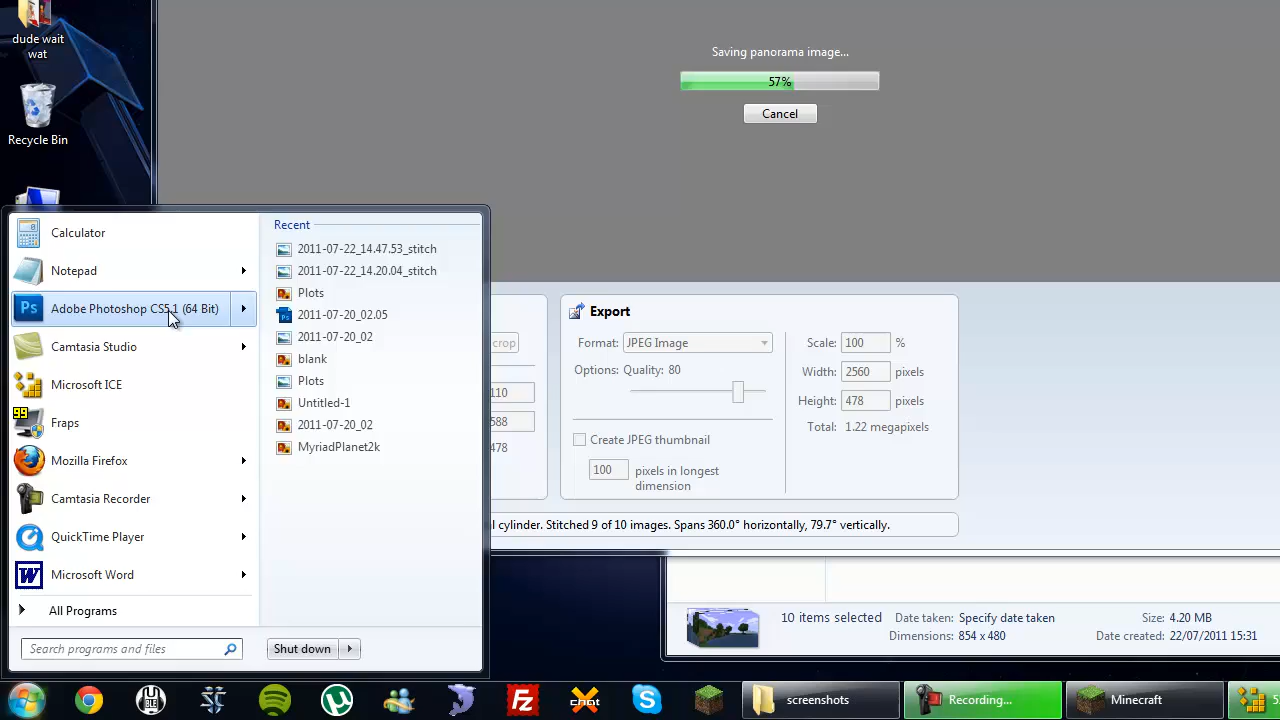 dude wait
wat
Recycle Bin
Saving panorama image...
57%
Cancel
Calculator
Notepad
Ps
Adobe Photoshop CS5.1 (64 Bit)
Camtasia Studio
Microsoft ICE
99
Fraps
Mozilla Firefox
Camtasia Recorder
QuickTime Player
W
Microsoft Word
All Programs
Search programs and files
Shut down
Recent
2011-07-22_14.47.53_stitch
2011-07-22_14.20.04_stitch
Plots
2011-07-20_02.05
2011-07-20_02
blank
Plots
Untitled-1
2011-07-20_02
MyriadPlanet2k
crop
110
588
478
Export
Format: JPEG Image
Options: Quality: 80
Create JPEG thumbnail
100 pixels in longest
dimension
Scale: 100 %
Width: 2560 pixels
Height: 478 pixels
Total: 1.22 megapixels
l cylinder. Stitched 9 of 10 images. Spans 360.0° horizontally, 79.7° vertically.
10 items selected Date taken: Specify date taken Size: 4.20 MB
Dimensions: 854 x 480 Date created: 22/07/2011 15:31
BLE
Fz
chat
S
screenshots
Recording...
Minecraft
5